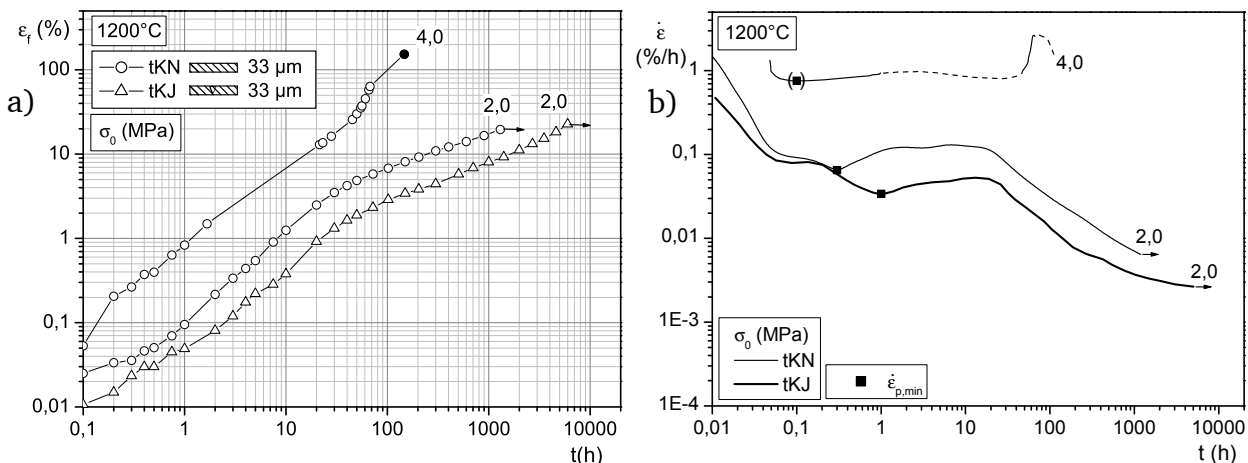 a)
ε_f (%)
1200°C
tKN 33 µm
tKJ 33 µm
σ₀ (MPa)
4,0
2,0
2,0
100
10
1
0,1
0,01
0,1 1 10 100 1000 10000
t(h)
b)
ε̇
(%/h)
1200°C
(■)
4,0
2,0
2,0
1
0,1
0,01
1E-3
1E-4
σ₀ (MPa)
tKN
tKJ
ε̇_p,min
0,01 0,1 1 10 100 1000 10000
t (h)